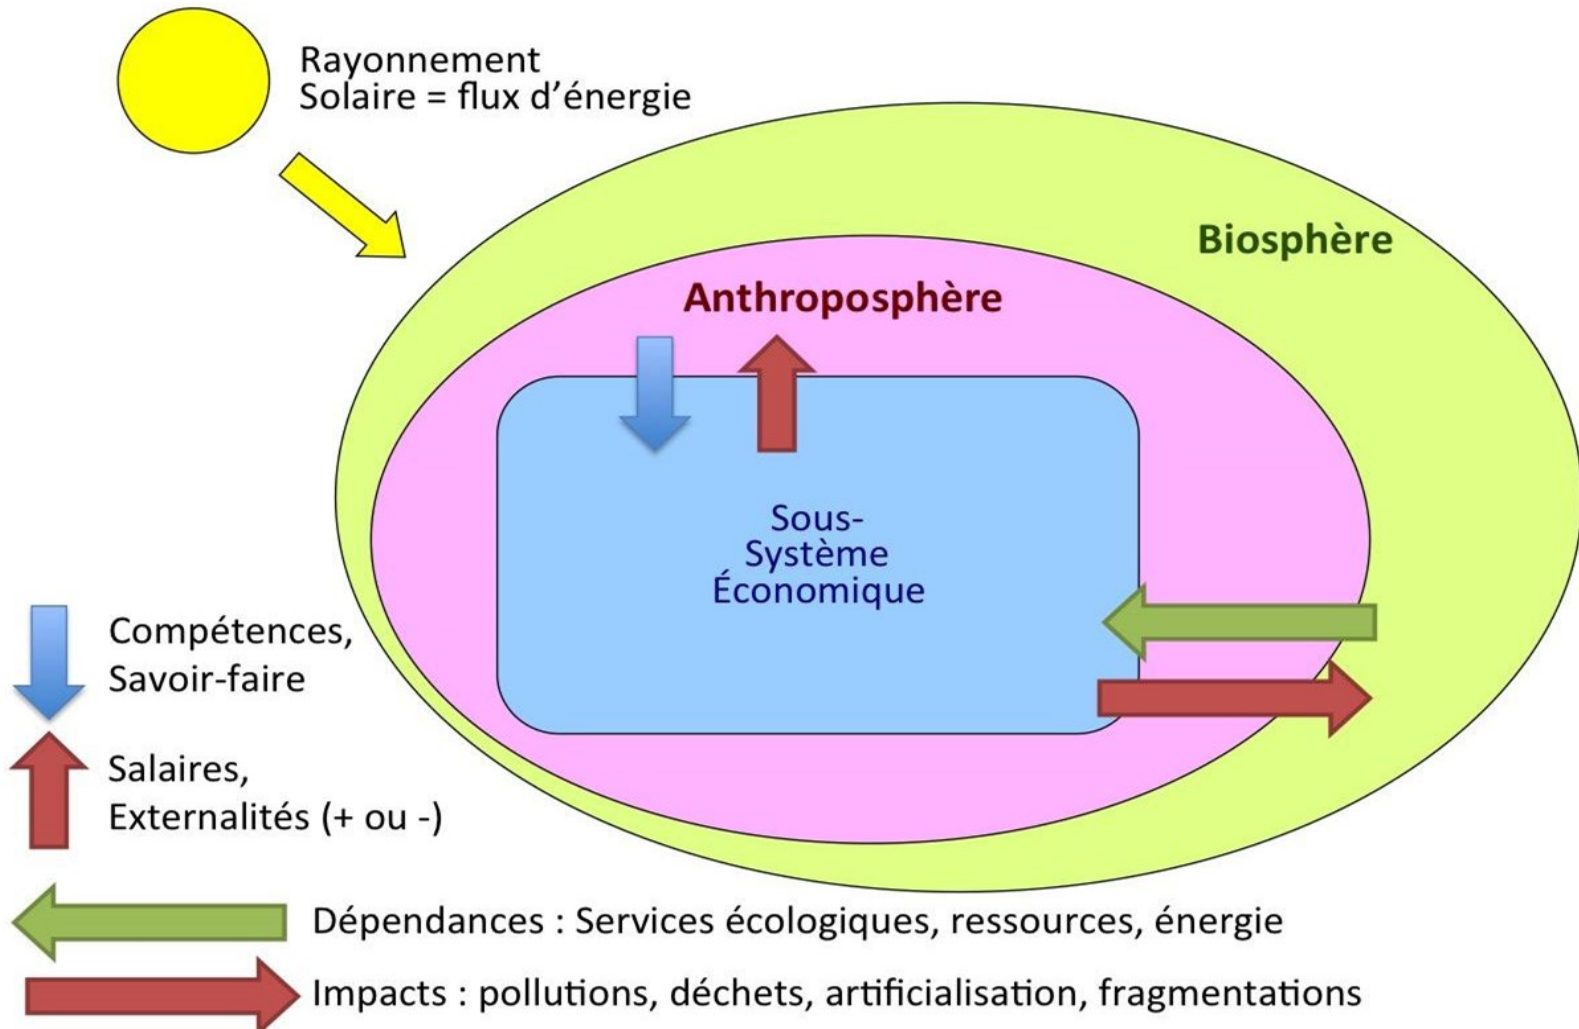 Rayonnement
Solaire = flux d’énergie
Biosphère
Anthroposphère
Sous-
Système
Économique
Compétences,
Savoir-faire
Salaires,
Externalités (+ ou -)
Dépendances : Services écologiques, ressources, énergie
Impacts : pollutions, déchets, artificialisation, fragmentations